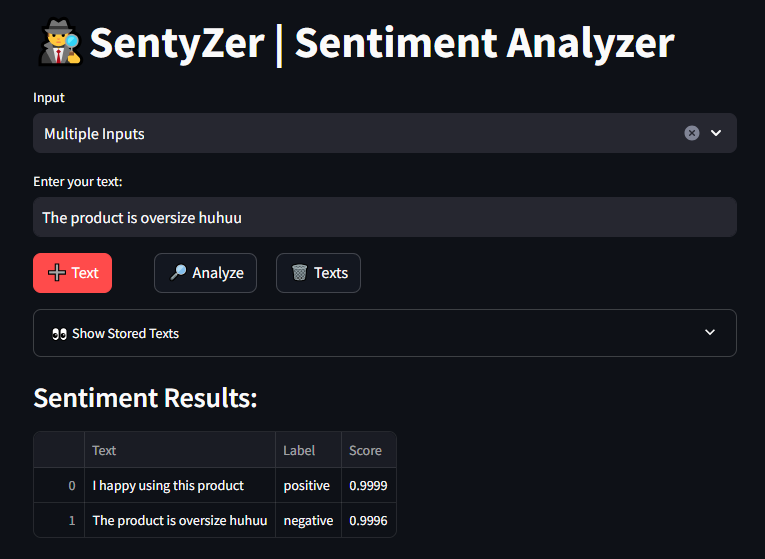 SentyZer | Sentiment Analyzer
Input
Multiple Inputs
Enter your text:
The product is oversize huhuu
➕ Text 🔎 Analyze 🗑️ Texts
👀 Show Stored Texts
Sentiment Results:
Text Label Score
0 I happy using this product positive 0.9999
1 The product is oversize huhuu negative 0.9996